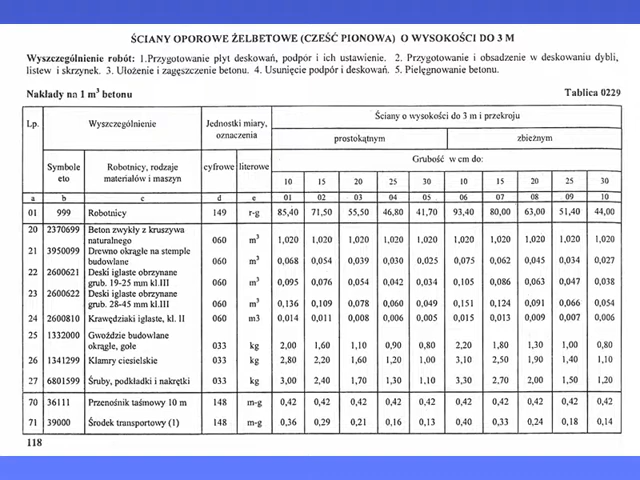 ŚCIANY OPOROWE ŻELBETOWE (CZEŚĆ PIONOWA) O WYSOKOŚCI DO 3 M
Wyszczególnienie robót: 1.Przygotowanie płyt deskowań, podpór i ich ustawienie. 2. Przygotowanie i obsadzenie w deskowaniu dybli,
listew i skrzynek. 3. Ułożenie i zagęszczenie betonu. 4. Usunięcie podpór i deskowań. 5. Pielęgnowanie betonu.
Nakłady na 1 m³ betonu Tablica 0229
Lp. Wyszczególnienie Jednostki miary, oznaczenia Ściany o wysokości do 3 m i przekroju
prostokątnym zbieżnym
Symbole eto Robotnicy, rodzaje materiałów i maszyn cyfrowe literowe Grubość w cm do:
10 15 20 25 30 10 15 20 25 30
a b c d e 01 02 03 04 05 06 07 08 09 10
01 999 Robotnicy 149 r-g 85,40 71,50 55,50 46,80 41,70 93,40 80,00 63,00 51,40 44,00
20 2370699 Beton zwykły z kruszywa
naturalnego 060 m³ 1,020 1,020 1,020 1,020 1,020 1,020 1,020 1,020 1,020 1,020
21 3950099 Drewno okrągłe na stemple
budowlane 060 m³ 0,068 0,054 0,039 0,030 0,025 0,075 0,062 0,045 0,034 0,027
22 2600621 Deski iglaste obrzynane
grub. 19-25 mm kl.III 060 m³ 0,095 0,076 0,054 0,042 0,034 0,105 0,086 0,063 0,047 0,038
23 2600622 Deski iglaste obrzynane
grub. 28-45 mm kl.III 060 m³ 0,136 0,109 0,078 0,060 0,049 0,151 0,124 0,091 0,066 0,054
24 2600810 Krawędziaki iglaste, kl. II 060 m3 0,014 0,011 0,008 0,006 0,005 0,015 0,013 0,009 0,007 0,006
25 1332000 Gwoździe budowlane
okrągłe, gołe 033 kg 2,00 1,60 1,10 0,90 0,80 2,20 1,80 1,30 1,00 0,80
26 1341299 Klamry ciesielskie 033 kg 2,80 2,20 1,60 1,20 1,00 3,10 2,50 1,90 1,40 1,10
27 6801599 Śruby, podkładki i nakrętki 033 kg 3,00 2,40 1,70 1,30 1,10 3,30 2,70 2,00 1,50 1,20
70 36111 Przenośnik taśmowy 10 m 148 m-g 0,42 0,42 0,42 0,42 0,42 0,42 0,42 0,42 0,42 0,42
71 39000 Środek transportowy (1) 148 m-g 0,36 0,29 0,21 0,16 0,13 0,40 0,33 0,24 0,18 0,14
118